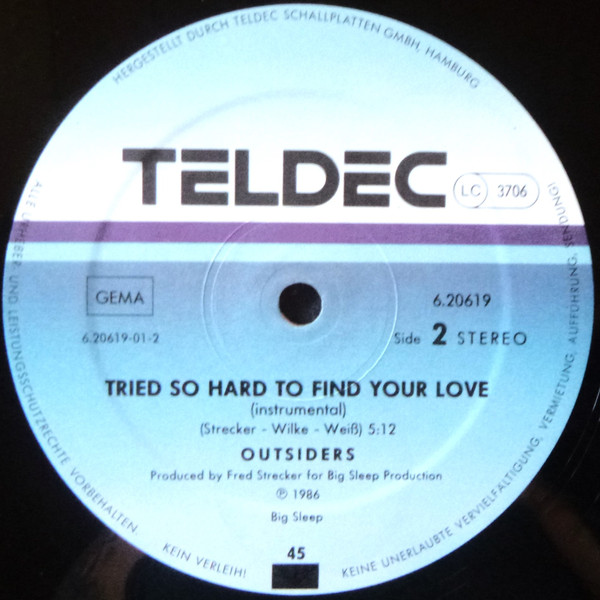 HERGESTELLT DURCH TELDEC SCHALLPLATTEN GMBH, HAMBURG
TELDEC
LC 3706
GEMA
6.20619
6.20619-01-2
Side 2 STEREO
TRIED SO HARD TO FIND YOUR LOVE
(instrumental)
(Strecker - Wilke - Weiß) 5:12
OUTSIDERS
Produced by Fred Strecker for Big Sleep Production
℗ 1986
Big Sleep
45
ALLE URHEBER UND LEISTUNGSSCHUTZRECHTE VORBEHALTEN
KEIN VERLEIH!
KEINE UNERLAUBTE VERVIELFÄLTIGUNG, VERMIETUNG, AUFFÜHRUNG, SENDUNG!